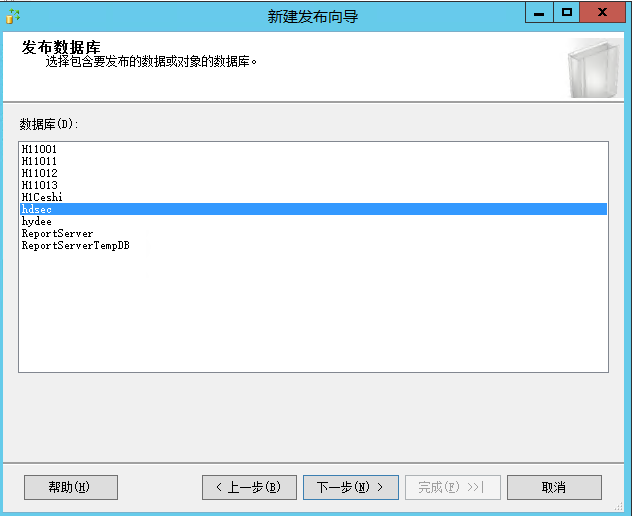 新建发布向导
发布数据库
选择包含要发布的数据或对象的数据库。
数据库(D):
H11001
H11011
H11012
H11013
H1Ceshi
hdsec
hydee
ReportServer
ReportServerTempDB
帮助(H) < 上一步(B) 下一步(N) > 完成(F) >>| 取消